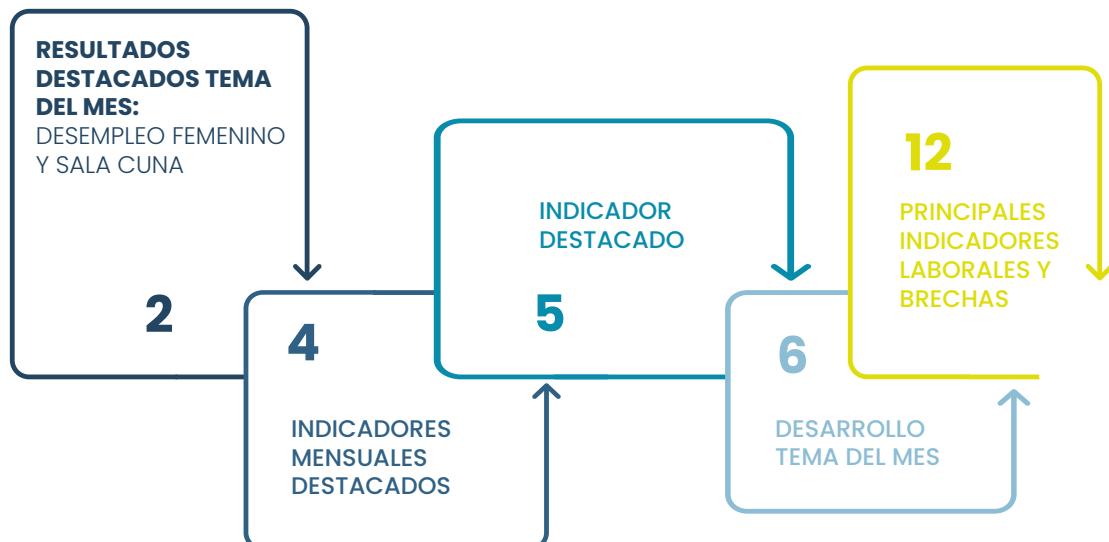 RESULTADOS
DESTACADOS TEMA
DEL MES:
DESEMPLEO FEMENINO
Y SALA CUNA
2
4
INDICADORES
MENSUALES
DESTACADOS
INDICADOR
DESTACADO
5
6
DESARROLLO
TEMA DEL MES
12
PRINCIPALES
INDICADORES
LABORALES Y
BRECHAS